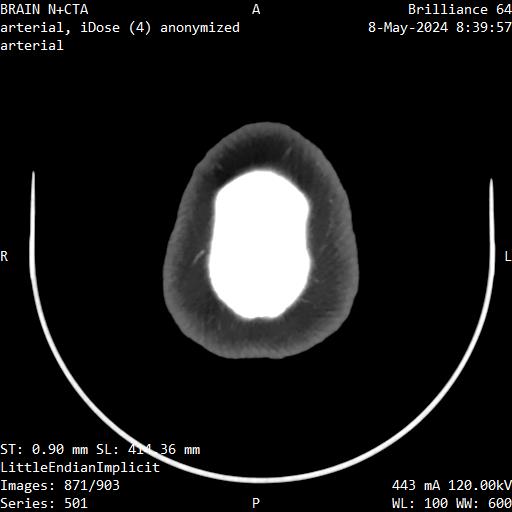 BRAIN N+CTA A Brilliance 64
arterial, iDose (4) anonymized 8-May-2024 8:39:57
arterial
R L
ST: 0.90 mm SL: 414.36 mm
LittleEndianImplicit
Images: 871/903 443 mA 120.00kV
Series: 501 P WL: 100 WW: 600